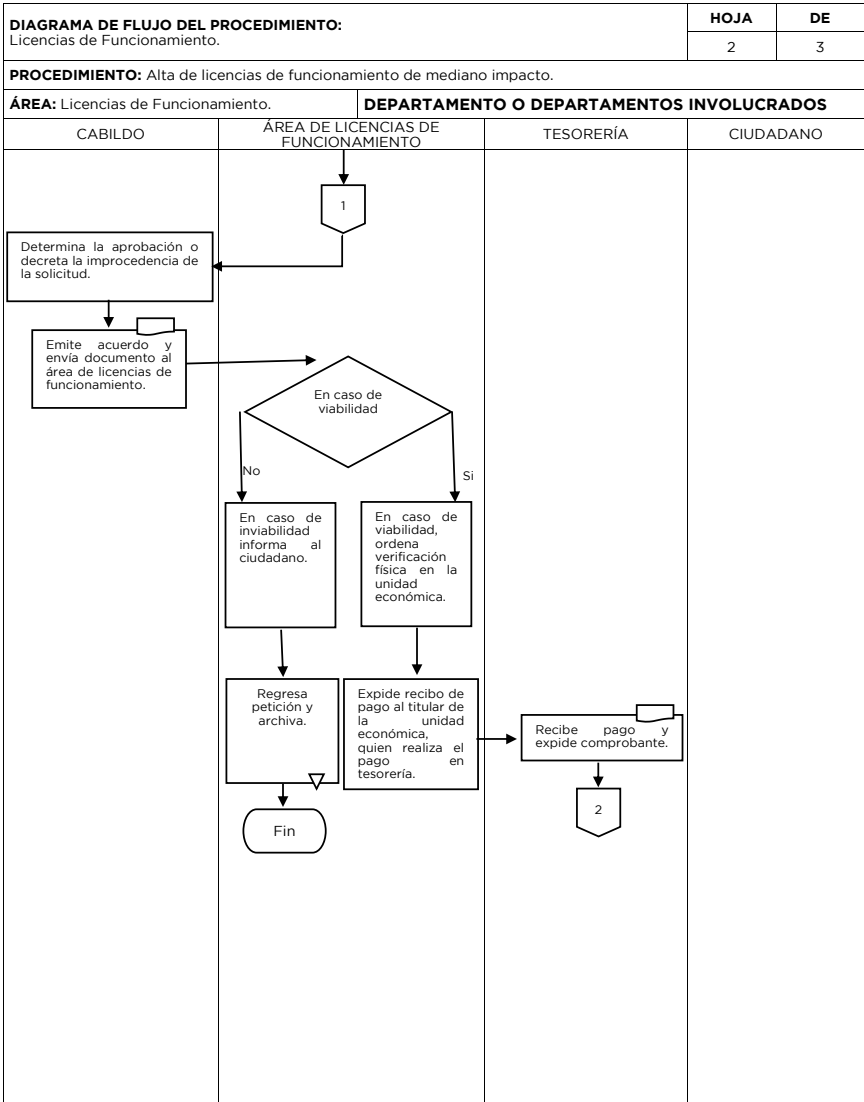 DIAGRAMA DE FLUJO DEL PROCEDIMIENTO:
Licencias de Funcionamiento.
HOJA
DE
2
3
PROCEDIMIENTO: Alta de licencias de funcionamiento de mediano impacto.
ÁREA: Licencias de Funcionamiento.
DEPARTAMENTO O DEPARTAMENTOS INVOLUCRADOS
CABILDO
ÁREA DE LICENCIAS DE
FUNCIONAMIENTO
TESORERÍA
CIUDADANO
1
Determina la aprobación o
decreta la improcedencia de
la solicitud.
Emite acuerdo y
envía documento al
área de licencias de
funcionamiento.
En caso de
viabilidad
No
Si
En caso de
inviabilidad
informa al
ciudadano.
En caso de
viabilidad,
ordena
verificación
física en la
unidad
económica.
Regresa
petición y
archiva.
Expide recibo de
pago al titular de
la unidad
económica,
quien realiza el
pago en
tesorería.
Recibe pago y
expide comprobante.
2
Fin